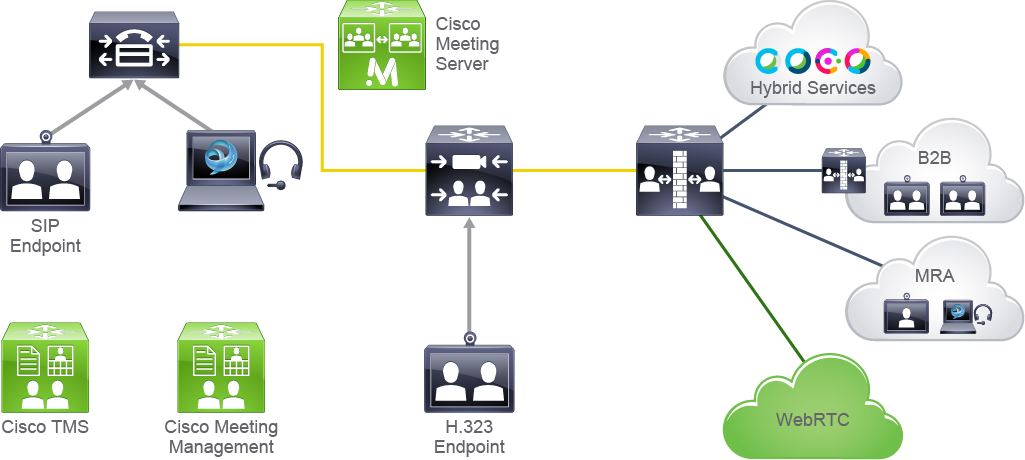 Cisco
Meeting
Server
Hybrid Services
B2B
SIP
Endpoint
MRA
Cisco TMS
Cisco Meeting
Management
H.323
Endpoint
WebRTC